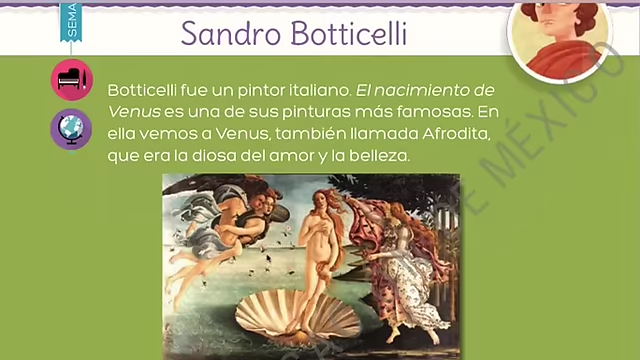 SEMA
Sandro Botticelli
Botticelli fue un pintor italiano. El nacimiento de
Venus es una de sus pinturas más famosas. En
ella vemos a Venus, también llamada Afrodita,
que era la diosa del amor y la belleza.
DE MÉXICO